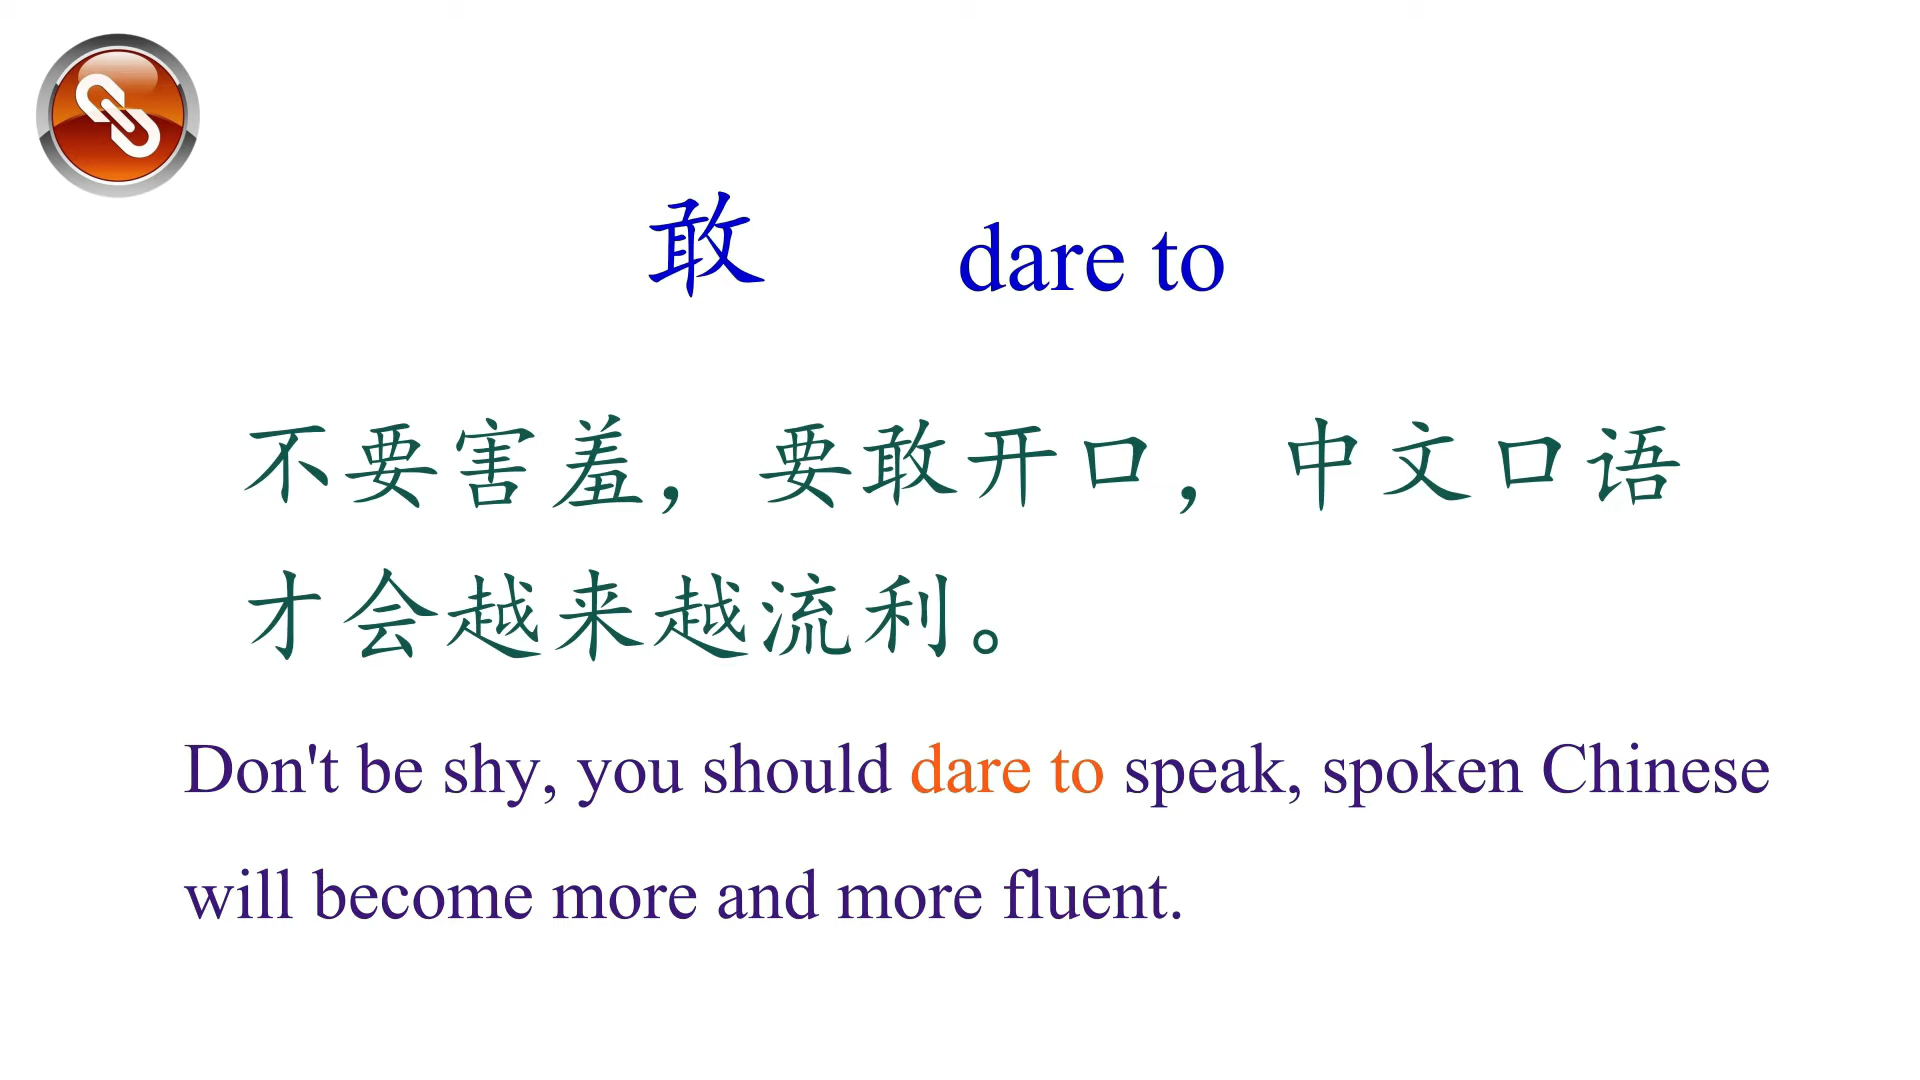 敢 dare to
不要害羞，要敢开口，中文口语
才会越来越流利。
Don't be shy, you should dare to speak, spoken Chinese
will become more and more fluent.